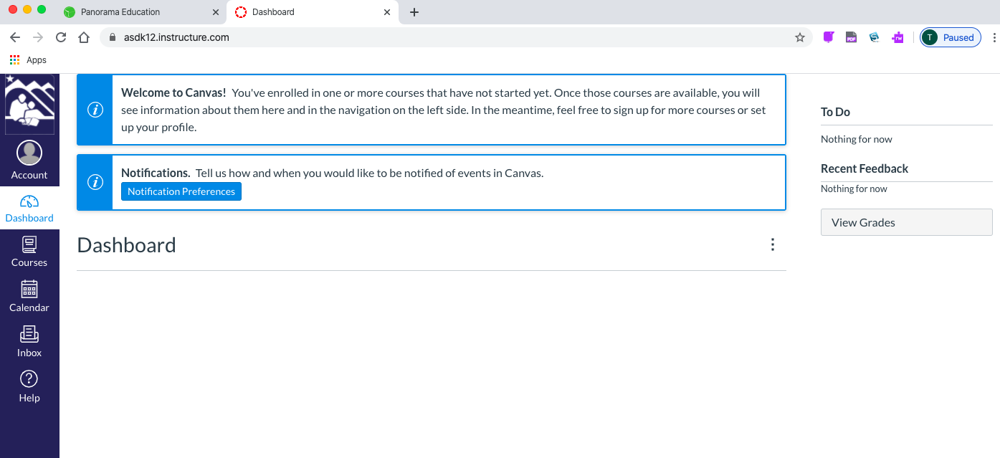 Panorama Education
Dashboard
asdk12.instructure.com
PDF
rw
T
Paused
Apps
Account
Dashboard
Courses
Calendar
Inbox
Help
Welcome to Canvas! You've enrolled in one or more courses that have not started yet. Once those courses are available, you will
see information about them here and in the navigation on the left side. In the meantime, feel free to sign up for more courses or set
up your profile.
Notifications. Tell us how and when you would like to be notified of events in Canvas.
Notification Preferences
Dashboard
To Do
Nothing for now
Recent Feedback
Nothing for now
View Grades